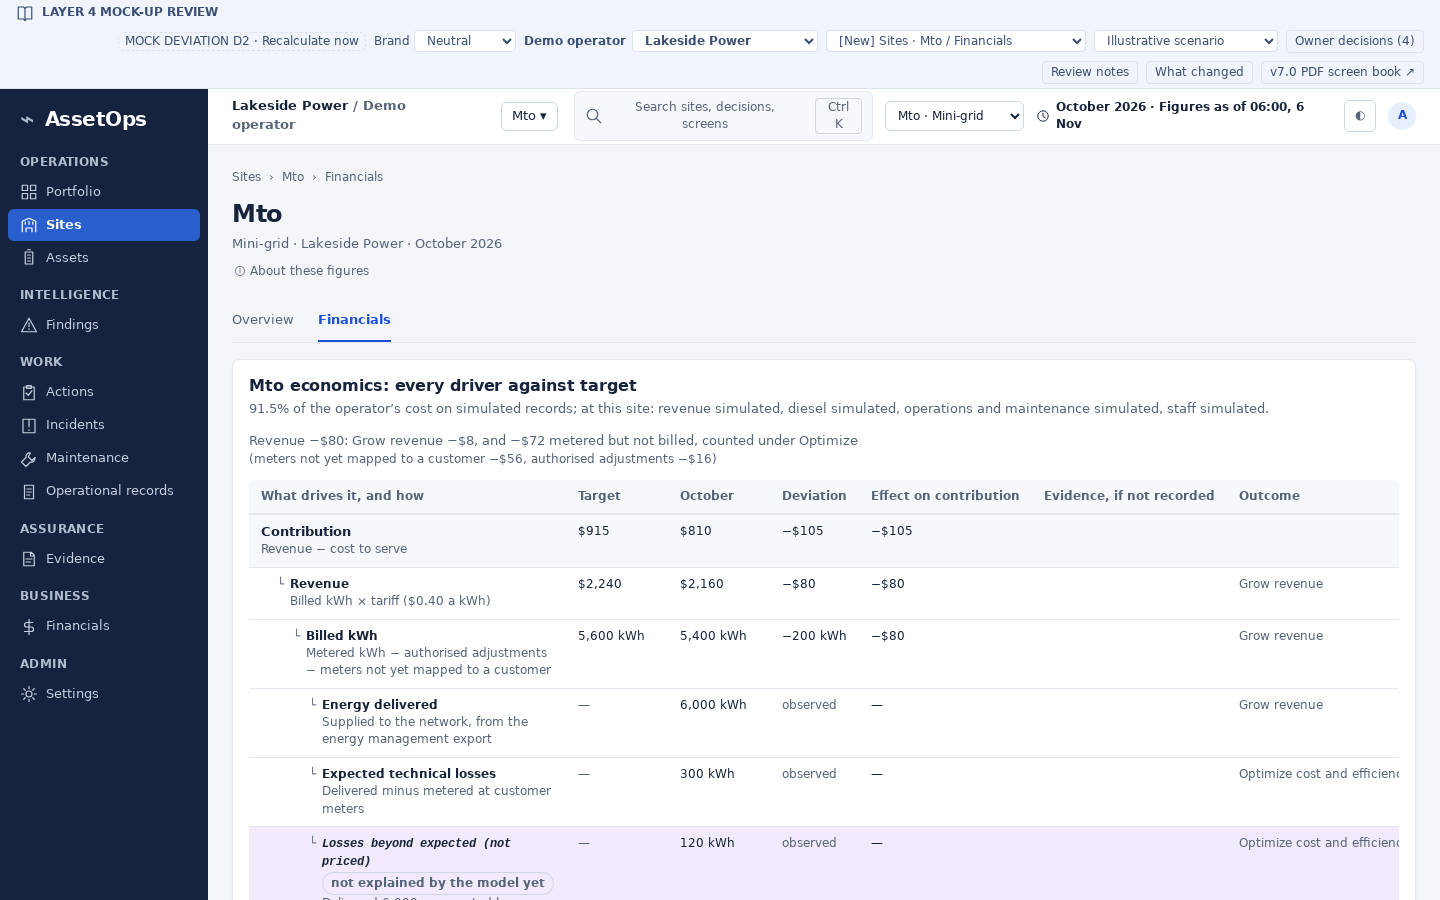 LAYER 4 MOCK-UP REVIEW
MOCK DEVIATION D2 · Recalculate now
Brand
Neutral
Demo operator
Lakeside Power
[New] Sites · Mto / Financials
Illustrative scenario
Owner decisions (4)
Review notes
What changed
v7.0 PDF screen book ↗
AssetOps
OPERATIONS
Portfolio
Sites
Assets
INTELLIGENCE
Findings
WORK
Actions
Incidents
Maintenance
Operational records
ASSURANCE
Evidence
BUSINESS
Financials
ADMIN
Settings
Lakeside Power / Demo
operator
Mto ▾
Search sites, decisions,
screens
Ctrl
K
Mto · Mini-grid
October 2026 · Figures as of 06:00, 6
Nov
A
Sites › Mto › Financials
Mto
Mini-grid · Lakeside Power · October 2026
About these figures
Overview
Financials
Mto economics: every driver against target
91.5% of the operator’s cost on simulated records; at this site: revenue simulated, diesel simulated, operations and maintenance simulated, staff simulated.
Revenue −$80: Grow revenue −$8, and −$72 metered but not billed, counted under Optimize
(meters not yet mapped to a customer −$56, authorised adjustments −$16)
What drives it, and how Target October Deviation Effect on contribution Evidence, if not recorded Outcome
Contribution $915 $810 −$105 −$105
Revenue − cost to serve
└ Revenue $2,240 $2,160 −$80 −$80 Grow revenue
Billed kWh × tariff ($0.40 a kWh)
└ Billed kWh 5,600 kWh 5,400 kWh −200 kWh −$80 Grow revenue
Metered kWh − authorised adjustments
− meters not yet mapped to a customer
└ Energy delivered — 6,000 kWh observed — Grow revenue
Supplied to the network, from the
energy management export
└ Expected technical losses — 300 kWh observed — Optimize cost and efficienc
Delivered minus metered at customer
meters
└ Losses beyond expected (not — 120 kWh observed — Optimize cost and efficienc
priced)
not explained by the model yet